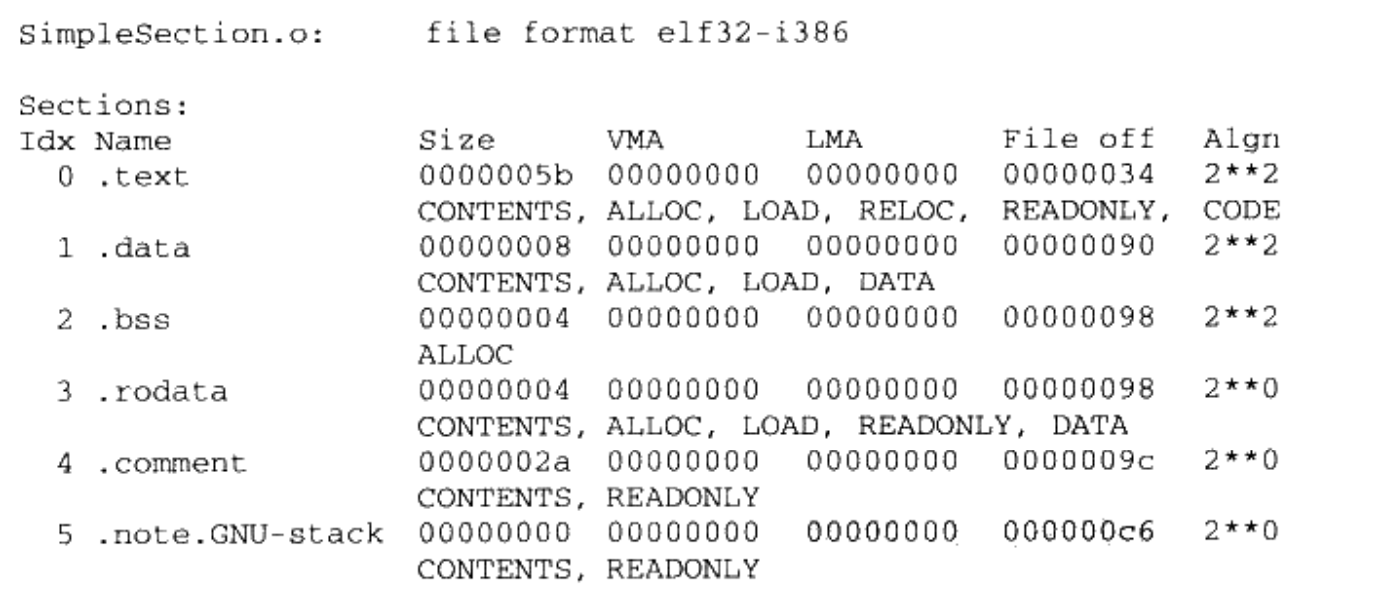 SimpleSection.o:     file format elf32-i386
Sections:
Idx Name              Size      VMA       LMA       File off  Algn
  0 .text             0000005b  00000000  00000000  00000034  2**2
                      CONTENTS, ALLOC, LOAD, RELOC, READONLY, CODE
  1 .data             00000008  00000000  00000000  00000090  2**2
                      CONTENTS, ALLOC, LOAD, DATA
  2 .bss              00000004  00000000  00000000  00000098  2**2
                      ALLOC
  3 .rodata           00000004  00000000  00000000  00000098  2**0
                      CONTENTS, ALLOC, LOAD, READONLY, DATA
  4 .comment          0000002a  00000000  00000000  0000009c  2**0
                      CONTENTS, READONLY
  5 .note.GNU-stack   00000000  00000000  00000000  000000c6  2**0
                      CONTENTS, READONLY